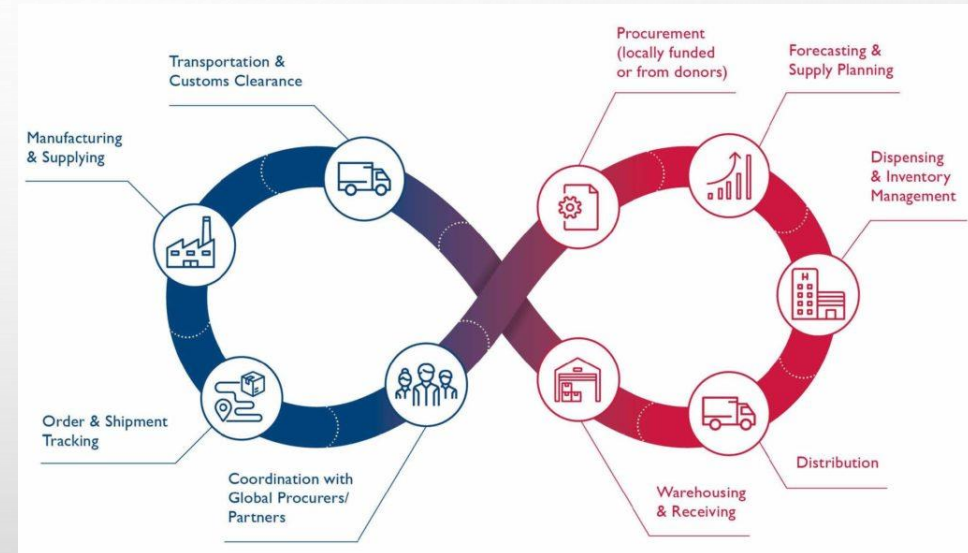 Transportation &
Customs Clearance
Manufacturing
& Supplying
Order & Shipment
Tracking
Coordination with
Global Procurers/
Partners
Procurement
(locally funded
or from donors)
Forecasting &
Supply Planning
Dispensing
& Inventory
Management
H
Distribution
Warehousing
& Receiving